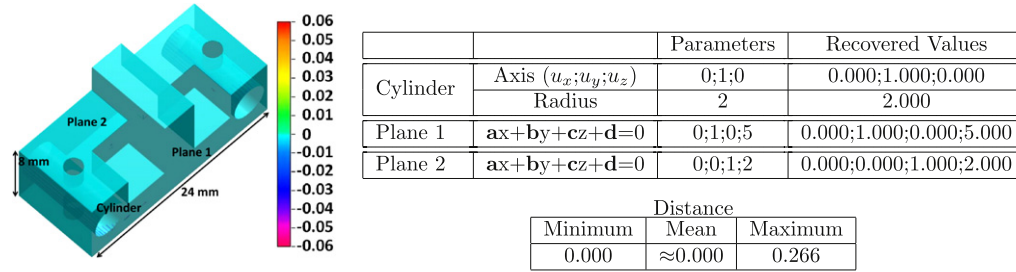 0.06
0.05
0.04
0.03
0.02
0.01
0
-0.01
-0.02
-0.03
-0.04
-0.05
-0.06
Plane 2
Plane 1
8 mm
24 mm
Cylinder
Parameters Recovered Values
Cylinder Axis (u_x;u_y;u_z) 0;1;0 0.000;1.000;0.000
Radius 2 2.000
Plane 1 ax+by+cz+d=0 0;1;0;5 0.000;1.000;0.000;5.000
Plane 2 ax+by+cz+d=0 0;0;1;2 0.000;0.000;1.000;2.000
Distance
Minimum Mean Maximum
0.000 ≈0.000 0.266